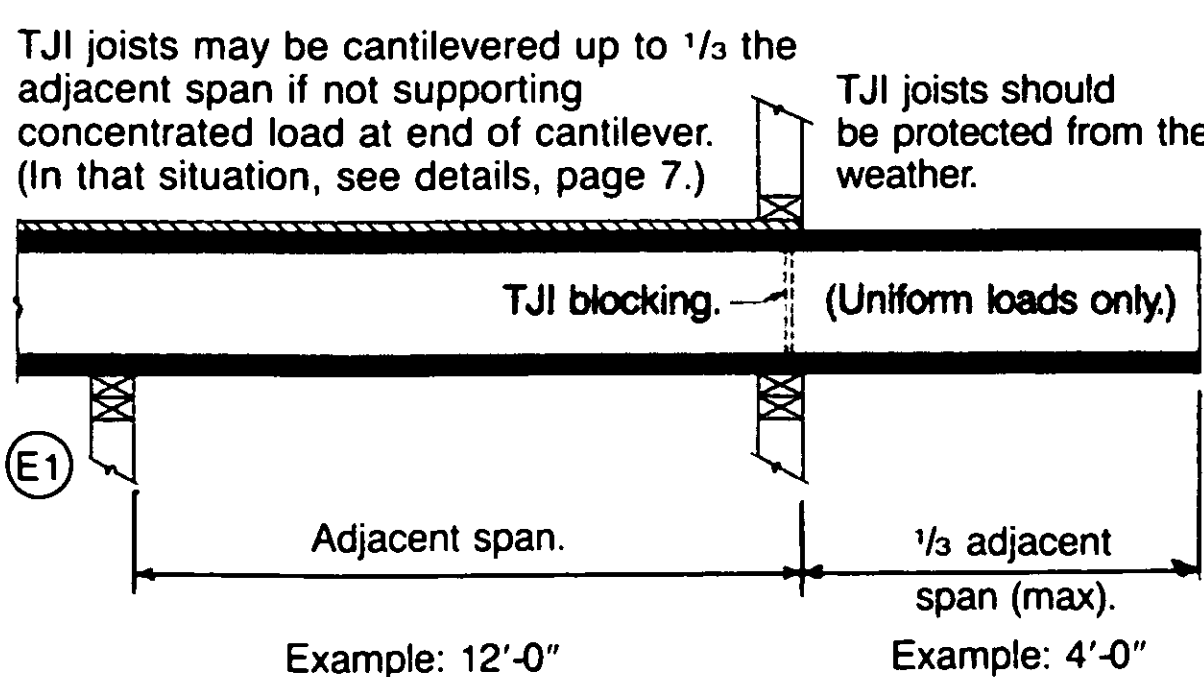 TJI joists may be cantilevered up to 1/3 the
adjacent span if not supporting
concentrated load at end of cantilever.
(In that situation, see details, page 7.)
TJI joists should
be protected from the
weather.
TJI blocking.
(Uniform loads only.)
E1
Adjacent span.
1/3 adjacent
span (max).
Example: 12'-0"
Example: 4'-0"